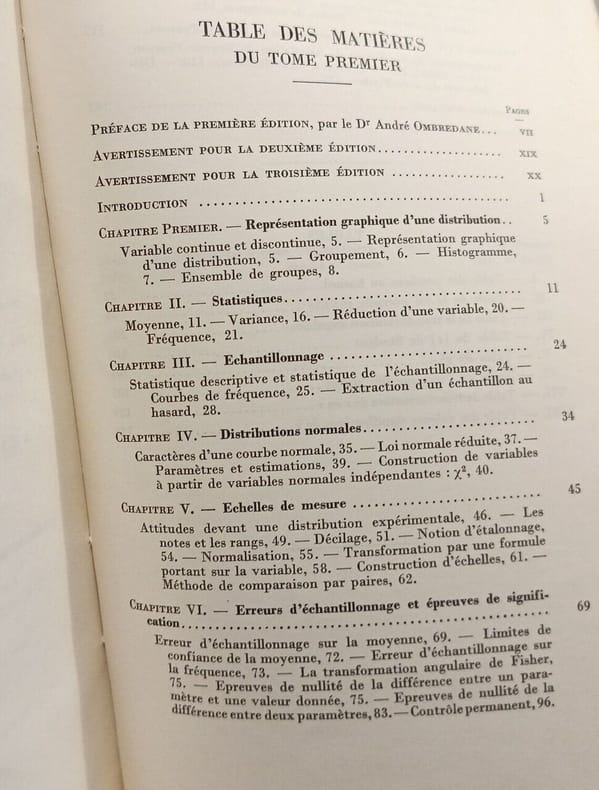 TABLE DES MATIÈRES
DU TOME PREMIER
PAGES
PRÉFACE DE LA PREMIÈRE ÉDITION, par le Dr André OMBREDANE... VII
AVERTISSEMENT POUR LA DEUXIÈME ÉDITION................... XIX
AVERTISSEMENT POUR LA TROISIÈME ÉDITION ................. XX
INTRODUCTION ............................................ 1
CHAPITRE PREMIER. — Représentation graphique d'une distribution.. 5
Variable continue et discontinue, 5. — Représentation graphique
d'une distribution, 5. — Groupement, 6. — Histogramme,
7. — Ensemble de groupes, 8.
CHAPITRE II. — Statistiques.................................. 11
Moyenne, 11. — Variance, 16. — Réduction d'une variable, 20. —
Fréquence, 21.
CHAPITRE III. — Echantillonnage ............................. 24
Statistique descriptive et statistique de l'échantillonnage, 24. —
Courbes de fréquence, 25. — Extraction d'un échantillon au
hasard, 28.
CHAPITRE IV. — Distributions normales......................... 34
Caractères d'une courbe normale, 35. — Loi normale réduite, 37. —
Paramètres et estimations, 39. — Construction de variables
à partir de variables normales indépendantes : χ², 40.
CHAPITRE V. — Echelles de mesure ............................ 45
Attitudes devant une distribution expérimentale, 46. — Les
notes et les rangs, 49. — Décilage, 51. — Notion d'étalonnage,
54. — Normalisation, 55. — Transformation par une formule
portant sur la variable, 58. — Construction d'échelles, 61. —
Méthode de comparaison par paires, 62.
CHAPITRE VI. — Erreurs d'échantillonnage et épreuves de signifi-
cation..................................................... 69
Erreur d'échantillonnage sur la moyenne, 69. — Limites de
confiance de la moyenne, 72. — Erreur d'échantillonnage sur
la fréquence, 73. — La transformation angulaire de Fisher,
75. — Epreuves de nullité de la différence entre un para-
mètre et une valeur donnée, 75. — Epreuves de nullité de la
différence entre deux paramètres, 83. — Contrôle permanent, 96.